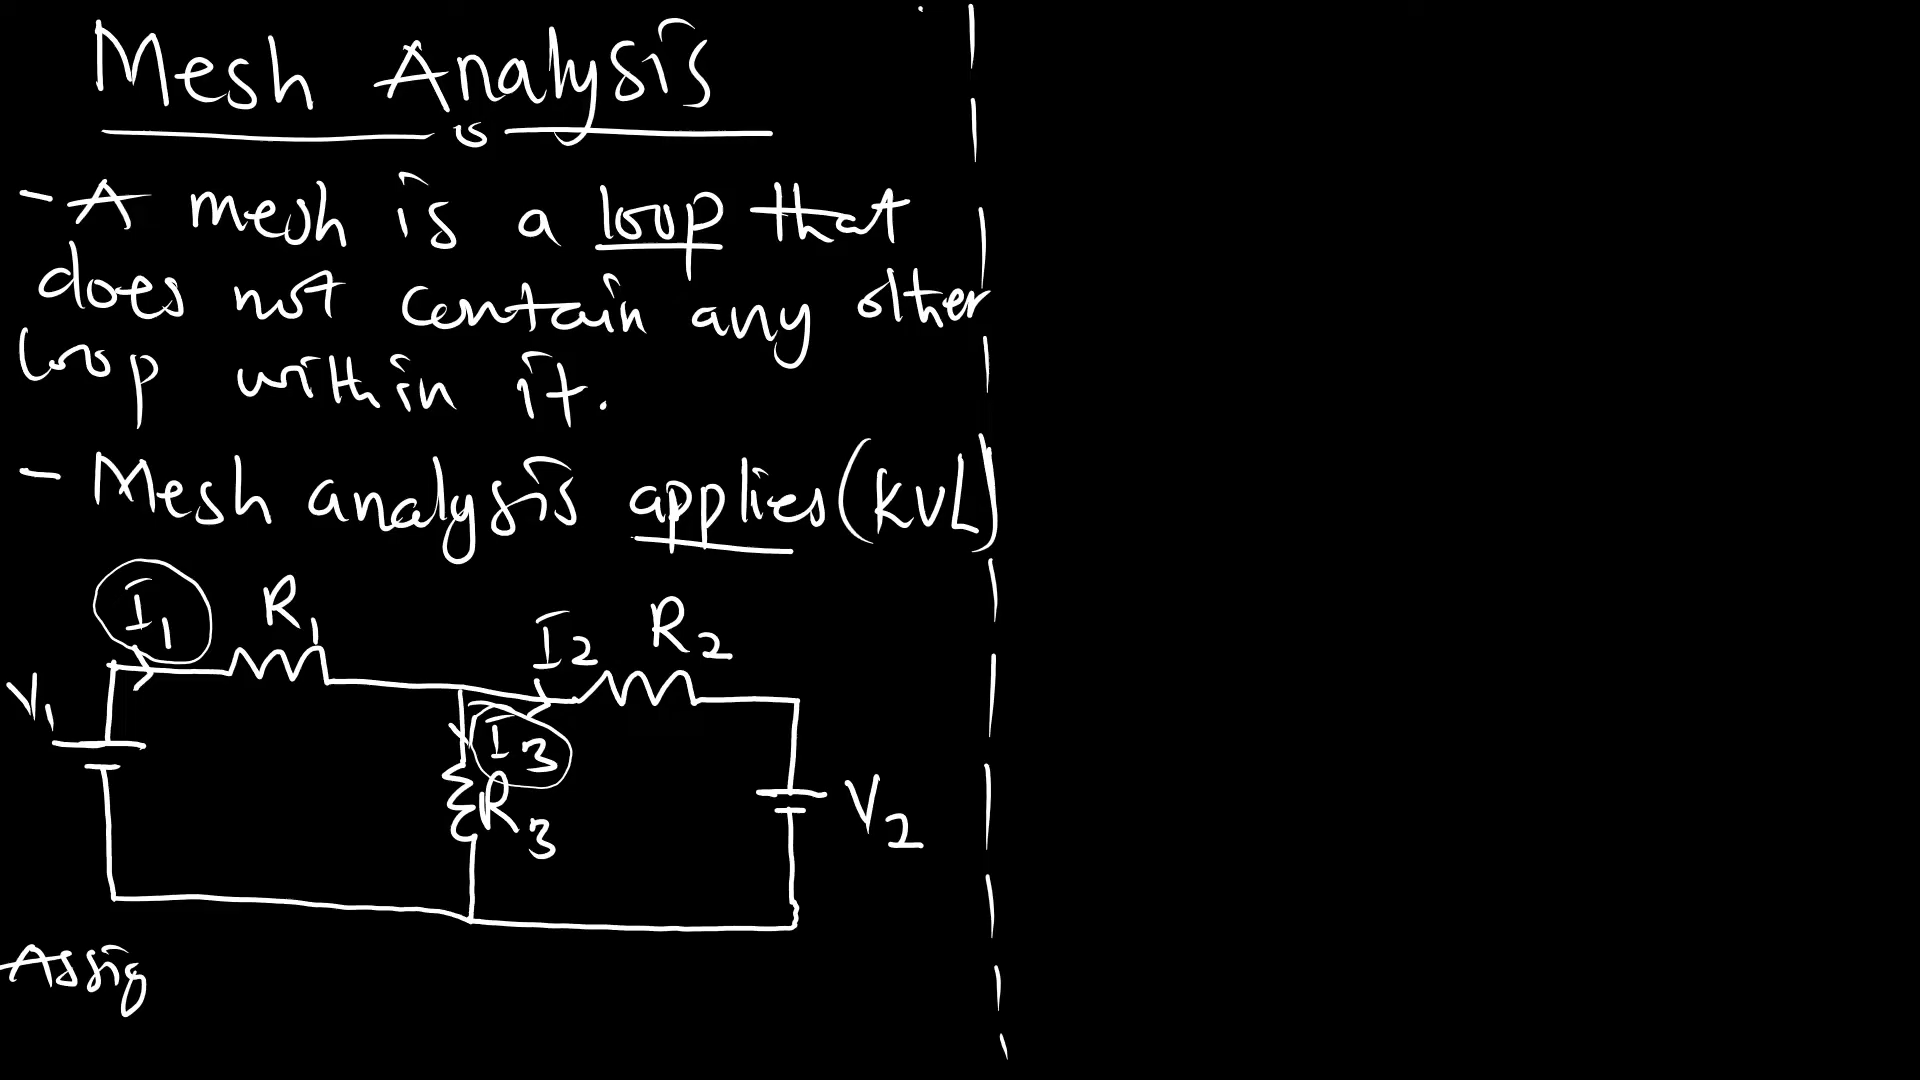 Mesh Analysis
- A mesh is a loop that
does not contain any other
loop within it.
- Mesh analysis applies (KVL)
I1 R1
I2 R2
V1
I3
R3
V2
Assig